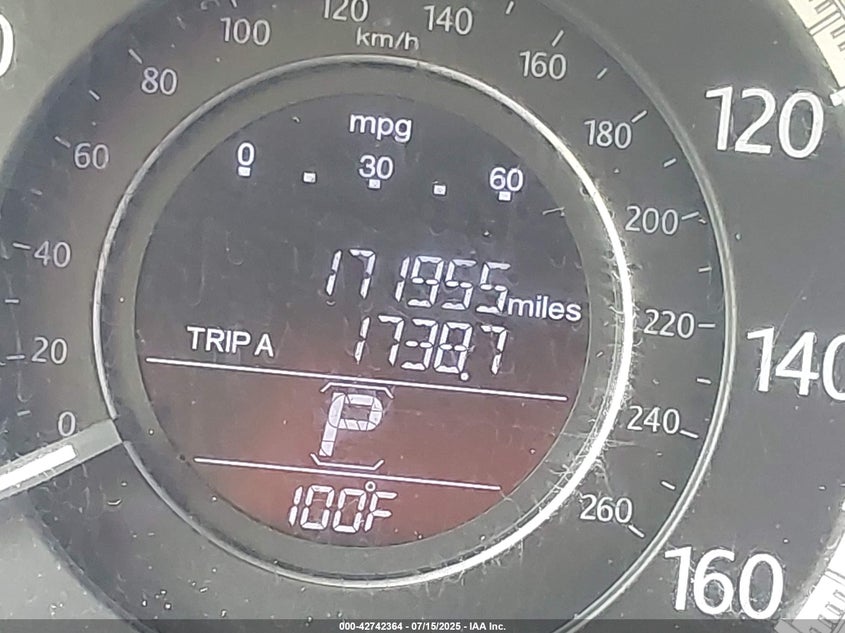 120 140
100 km/h 160
80 mpg 180 120
60 0 30 60
200
40 171955 miles
TRIP A 1738.7 220 140
20
0 P 240
100°F 260
160
000-42742364 - 07/15/2025 - IAA Inc.